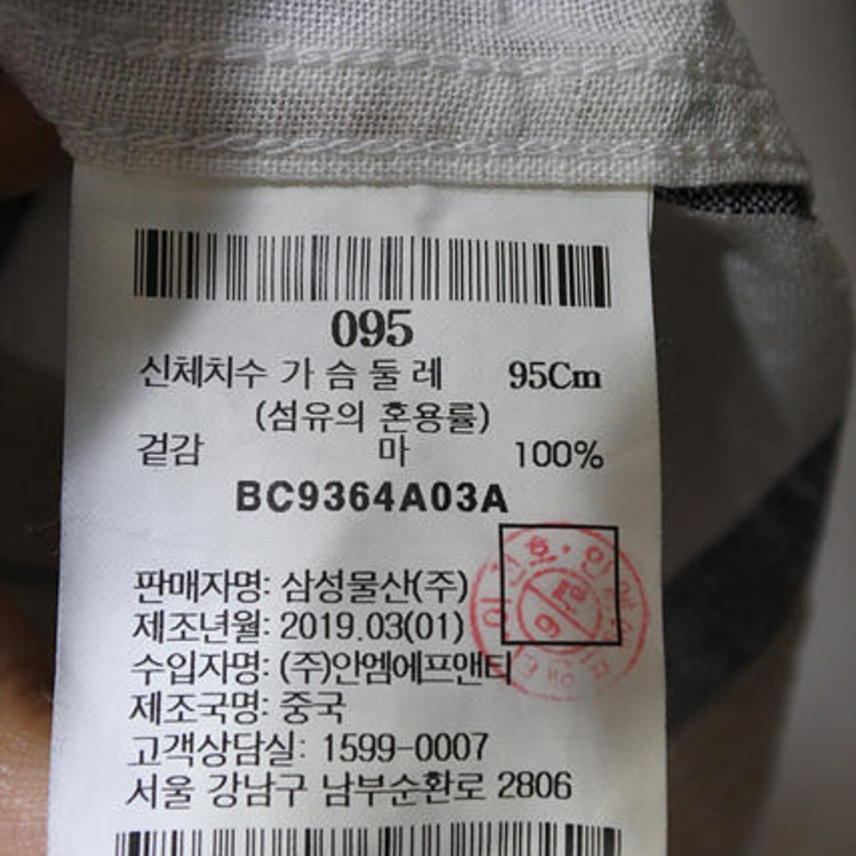 095
신체치수 가슴둘레 95Cm
(섬유의 혼용률)
겉감 마 100%
BC9364A03A
판매자명: 삼성물산(주)
제조년월: 2019.03(01)
수입자명: (주)안엠에프앤티
제조국명: 중국
고객상담실: 1599-0007
서울 강남구 남부순환로 2806